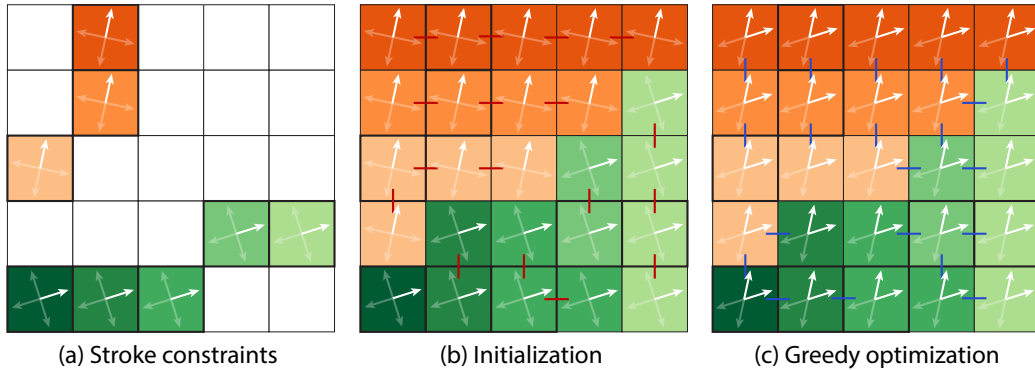 (a) Stroke constraints
(b) Initialization
(c) Greedy optimization